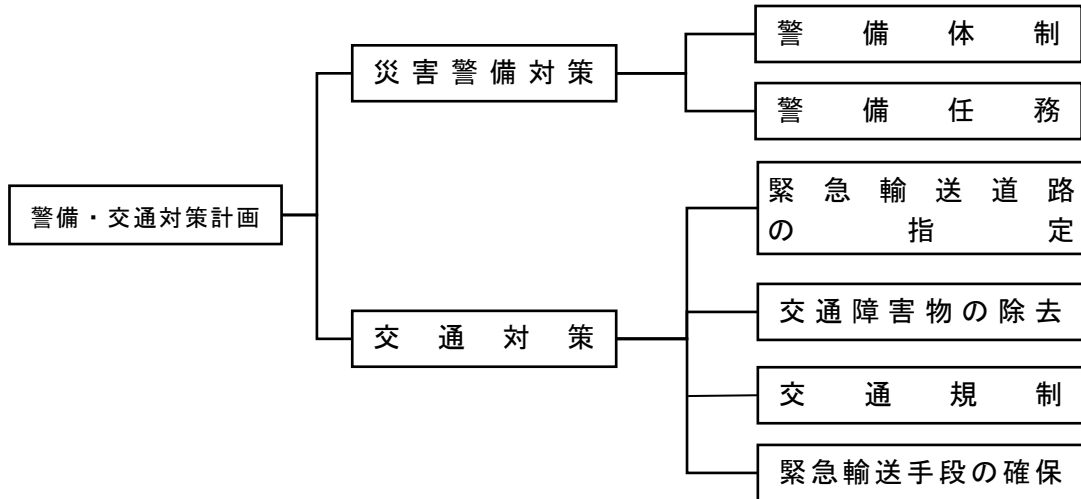 警備・交通対策計画
災害警備対策
警備体制
警備任務
交通対策
緊急輸送道路
の指定
交通障害物の除去
交通規制
緊急輸送手段の確保